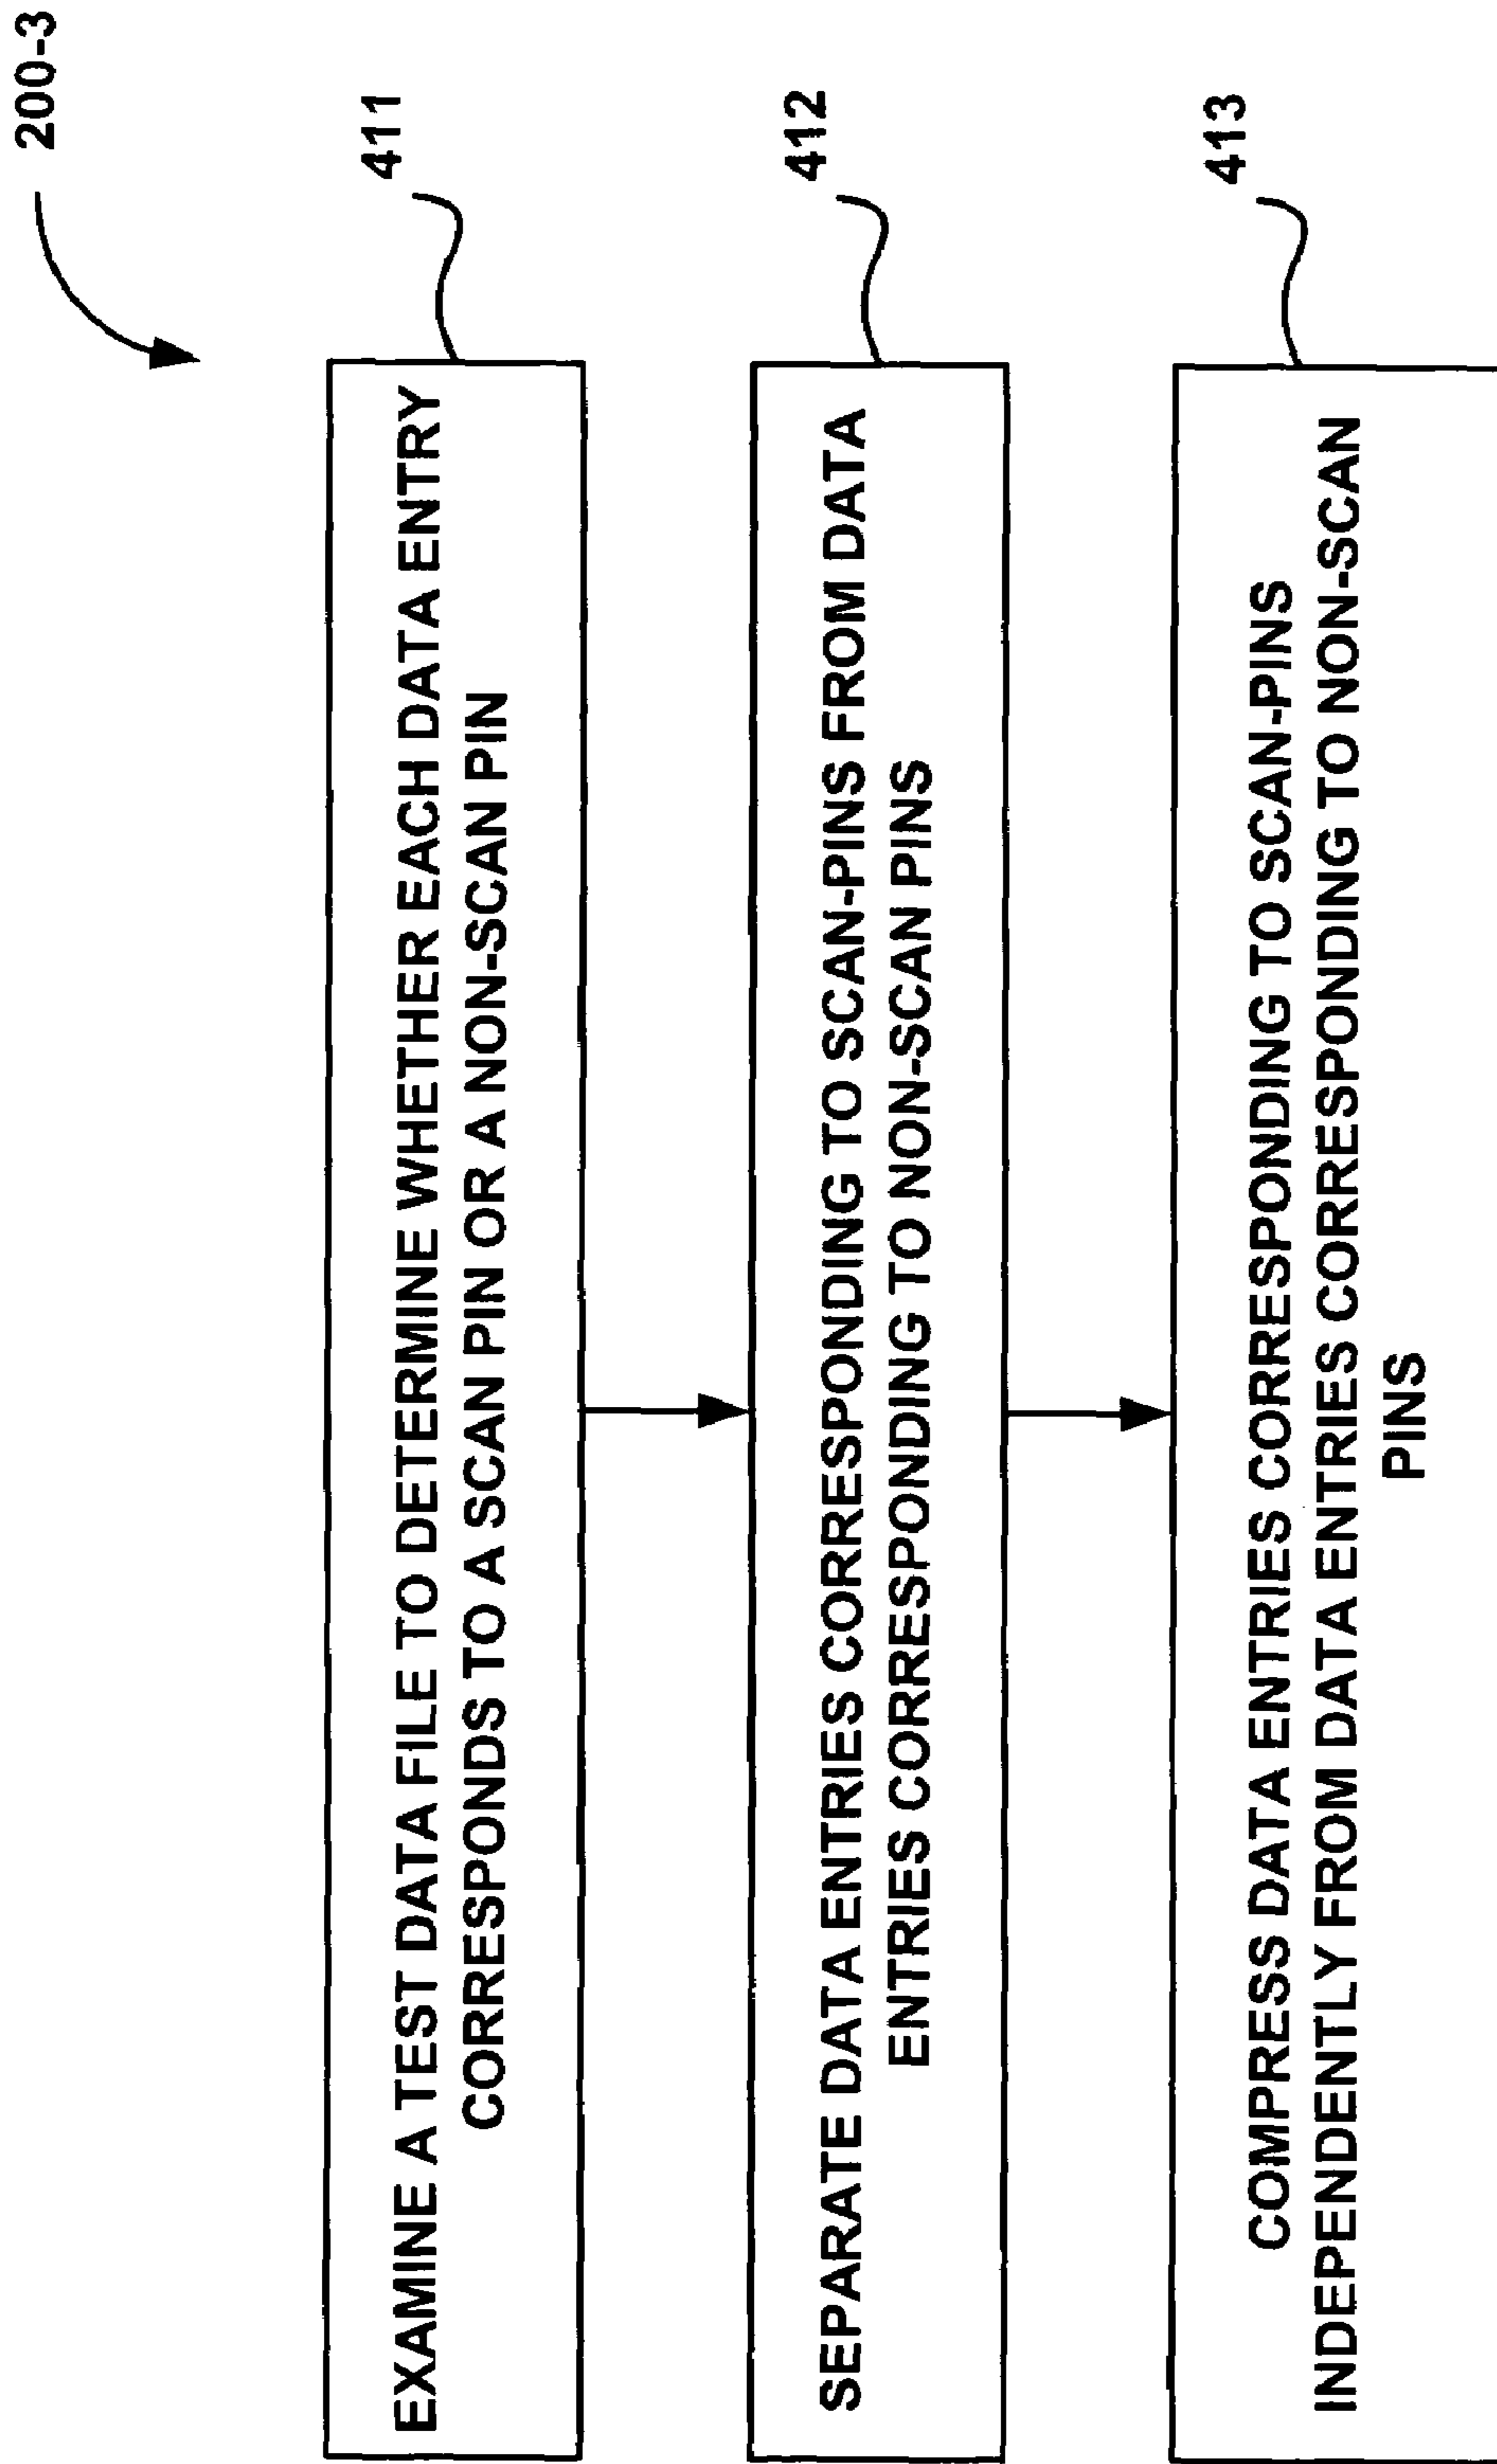 200-3
411
EXAMINE A TEST DATA FILE TO DETERMINE WHETHER EACH DATA ENTRY
CORRESPONDS TO A SCAN PIN OR A NON-SCAN PIN
412
SEPARATE DATA ENTRIES CORRESPONDING TO SCAN-PINS FROM DATA
ENTRIES CORRESPONDING TO NON-SCAN PINS
413
COMPRESS DATA ENTRIES CORRESPONDING TO SCAN-PINS
INDEPENDENTLY FROM DATA ENTRIES CORRESPONDING TO NON-SCAN
PINS